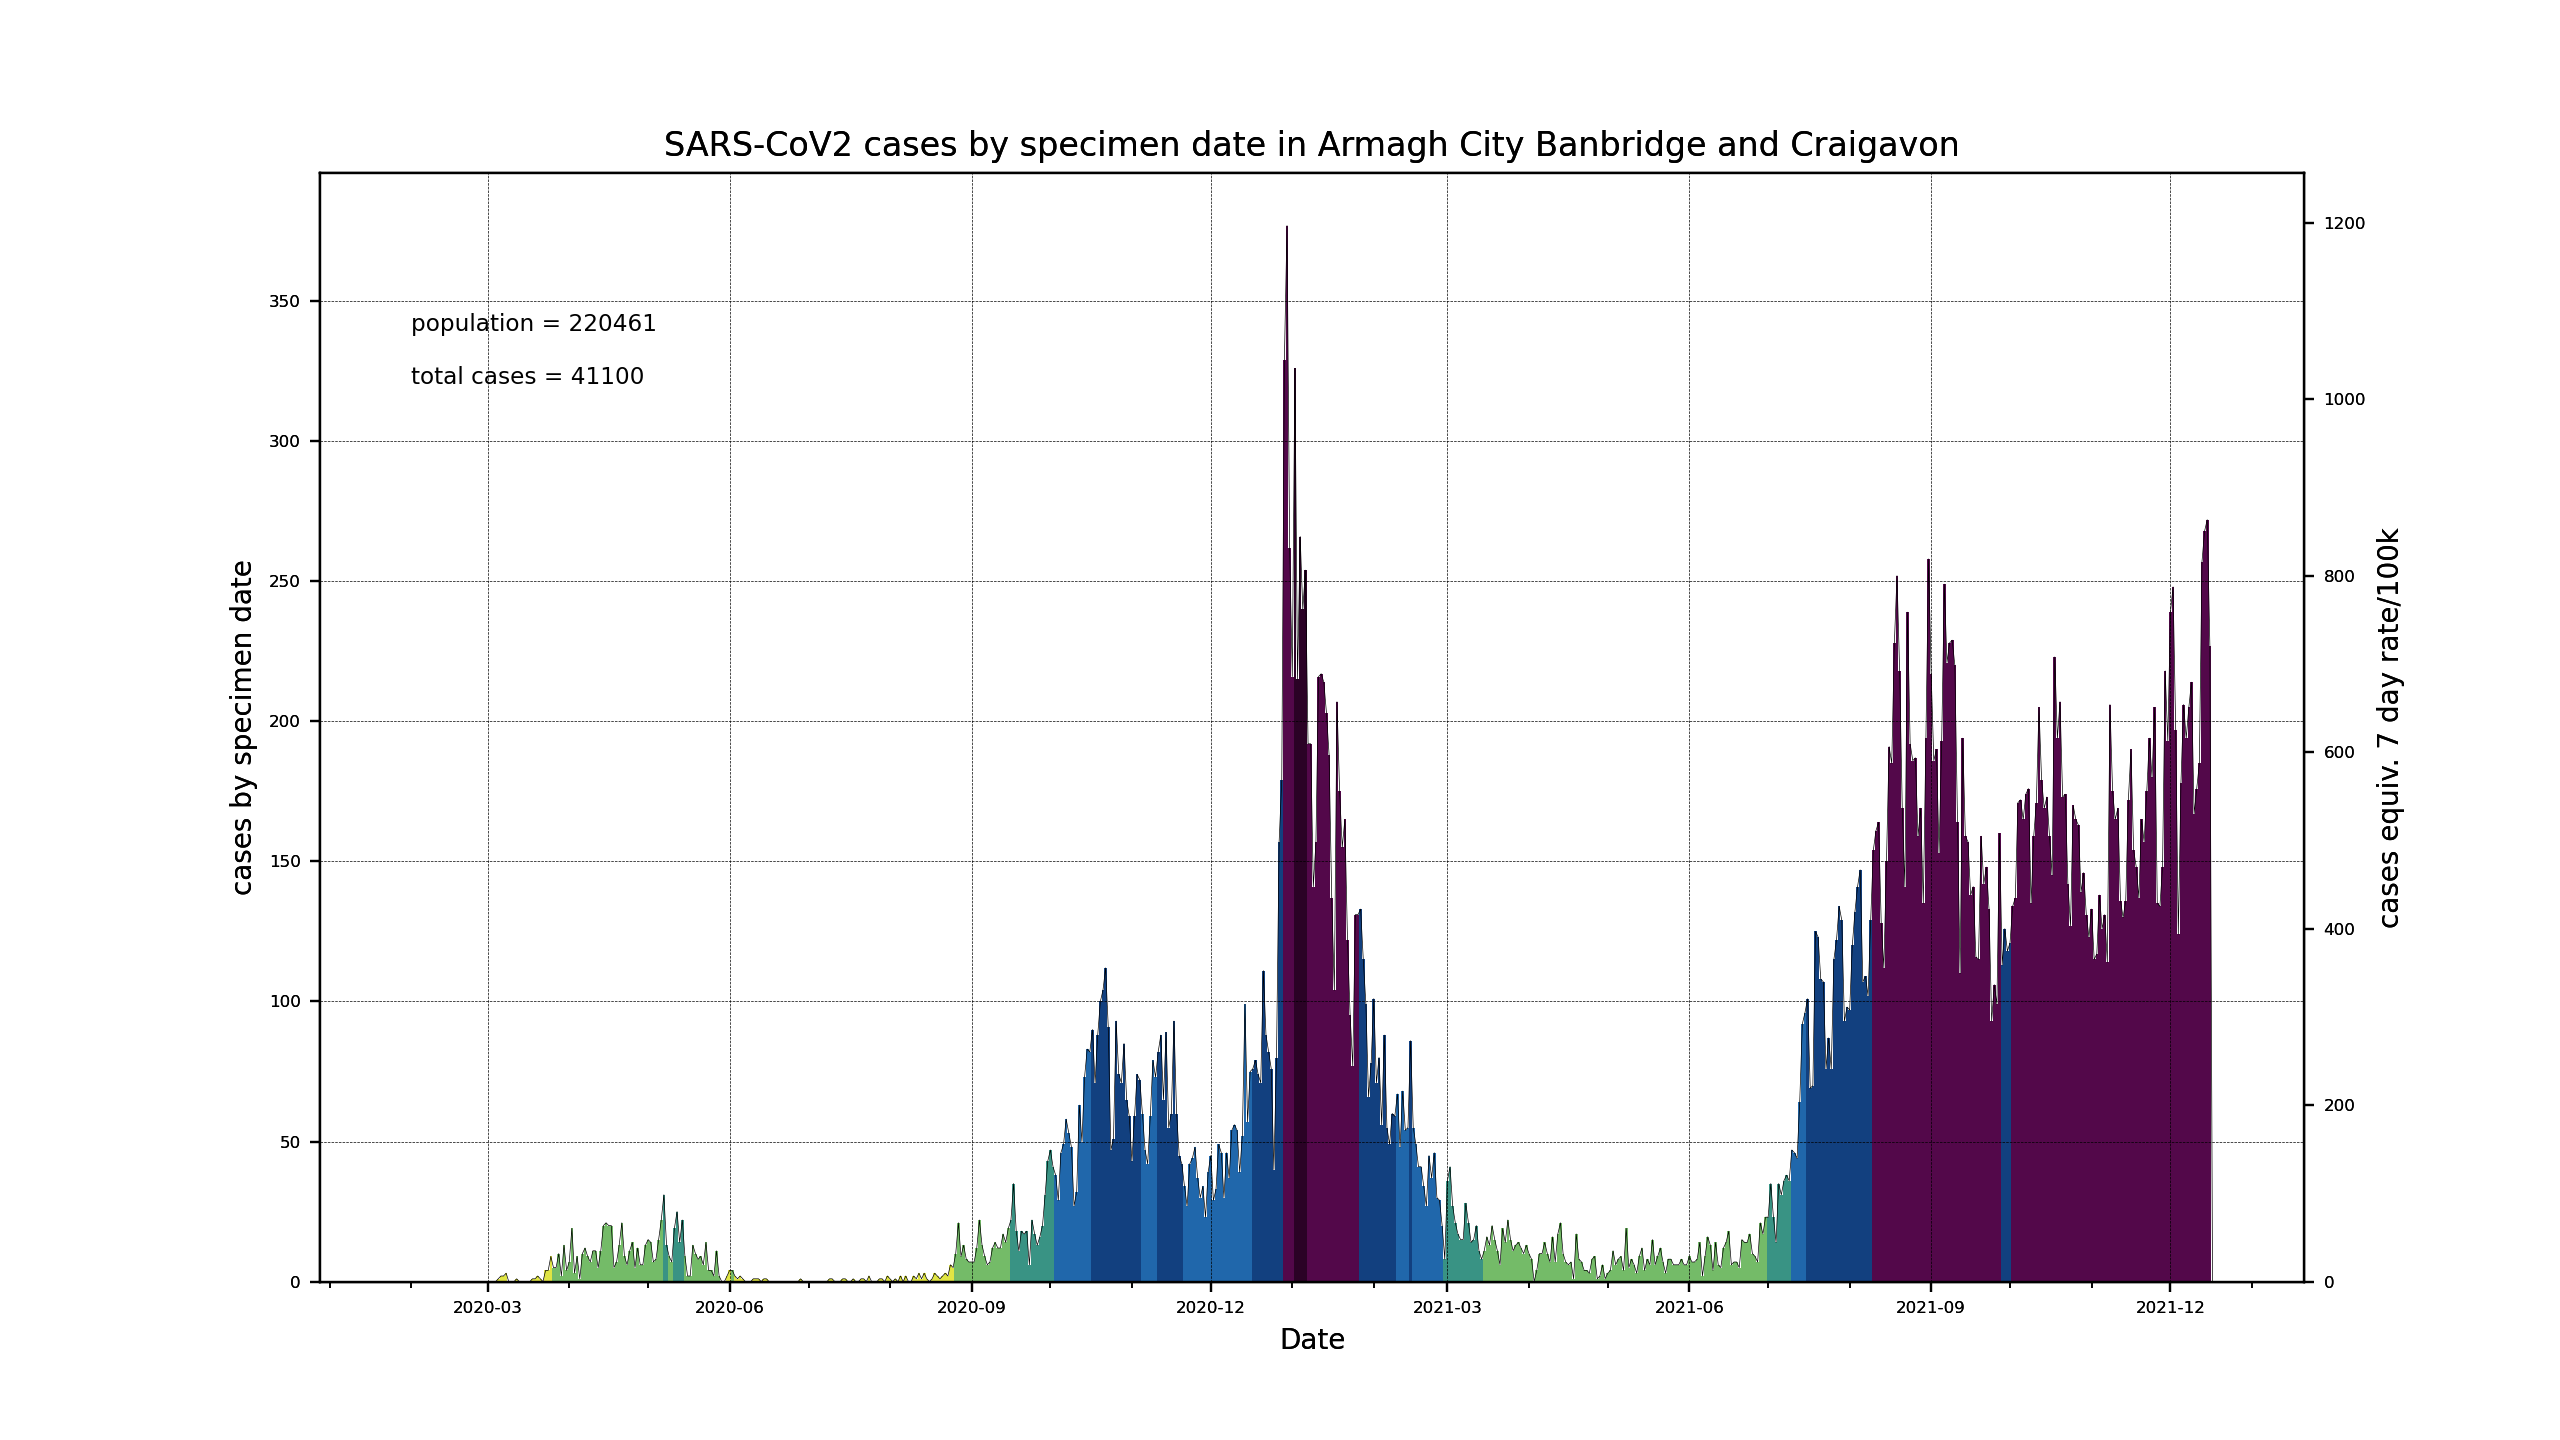 SARS-CoV2 cases by specimen date in Armagh City Banbridge and Craigavon
population = 220461
total cases = 41100
cases by specimen date
350
300
250
200
150
100
50
0
1200
1000
800
600
400
200
0
cases equiv. 7 day rate/100k
2020-03 2020-06 2020-09 2020-12 2021-03 2021-06 2021-09 2021-12
Date